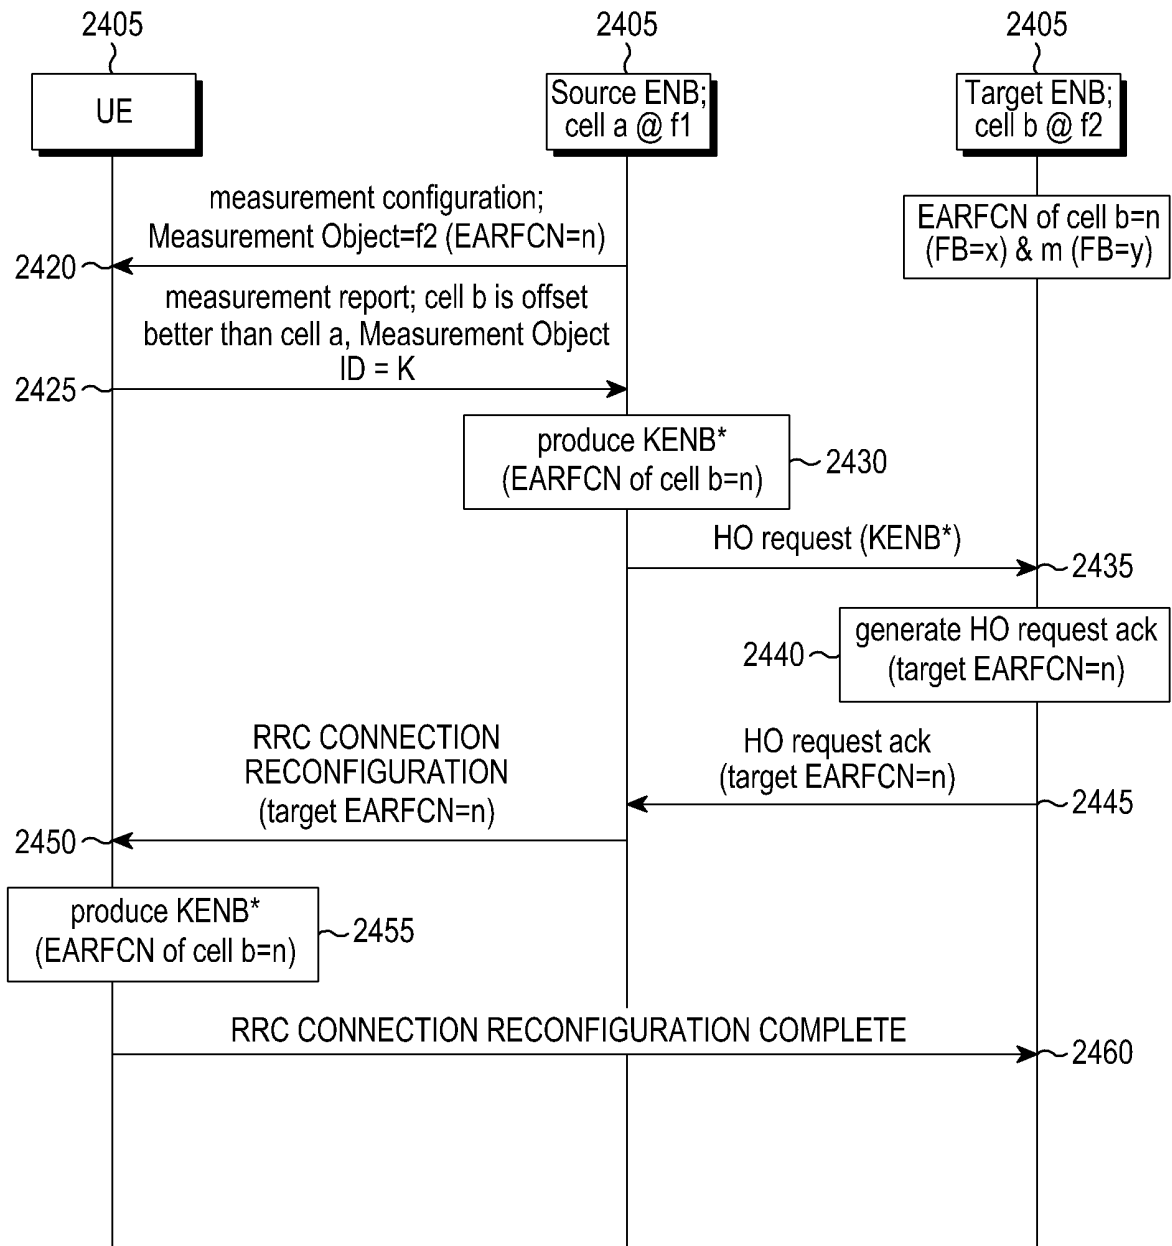 2405
2405
2405
UE
Source ENB;
cell a @ f1
Target ENB;
cell b @ f2
measurement configuration;
Measurement Object=f2 (EARFCN=n)
EARFCN of cell b=n
(FB=x) & m (FB=y)
2420
measurement report; cell b is offset
better than cell a, Measurement Object
ID = K
2425
produce KENB*
(EARFCN of cell b=n)
2430
HO request (KENB*)
2435
generate HO request ack
(target EARFCN=n)
2440
RRC CONNECTION
RECONFIGURATION
(target EARFCN=n)
HO request ack
(target EARFCN=n)
2445
2450
produce KENB*
(EARFCN of cell b=n)
2455
RRC CONNECTION RECONFIGURATION COMPLETE
2460